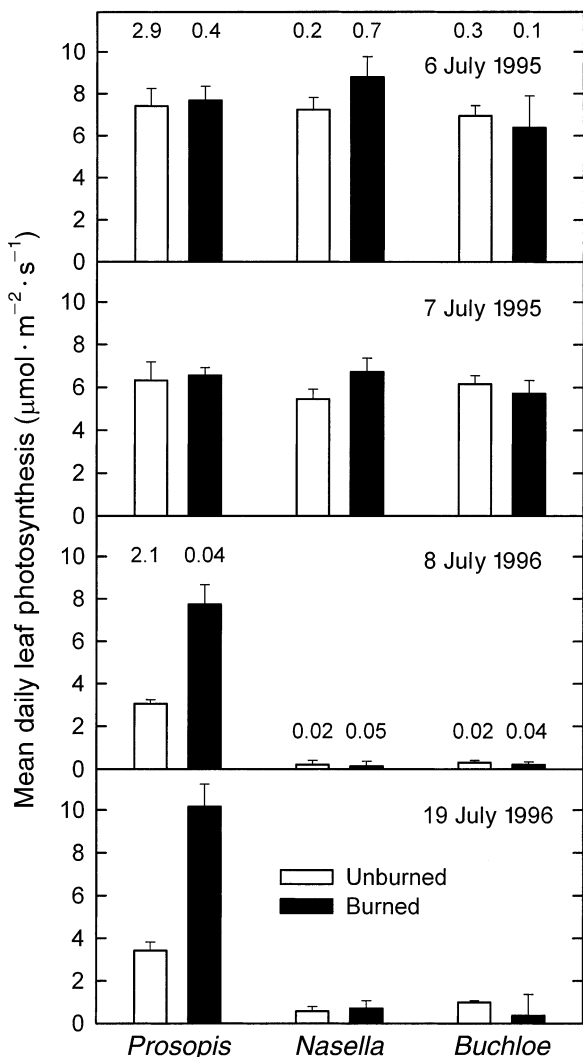 Mean daily leaf photosynthesis (μmol · m⁻² · s⁻¹)
2.9 0.4 0.2 0.7 0.3 0.1
6 July 1995
10
8
6
4
2
0
7 July 1995
10
8
6
4
2
0
8 July 1996
2.1 0.04
0.02 0.05 0.02 0.04
10
8
6
4
2
0
19 July 1996
10
8
6
4
2
0
Unburned
Burned
Prosopis Nasella Buchloe